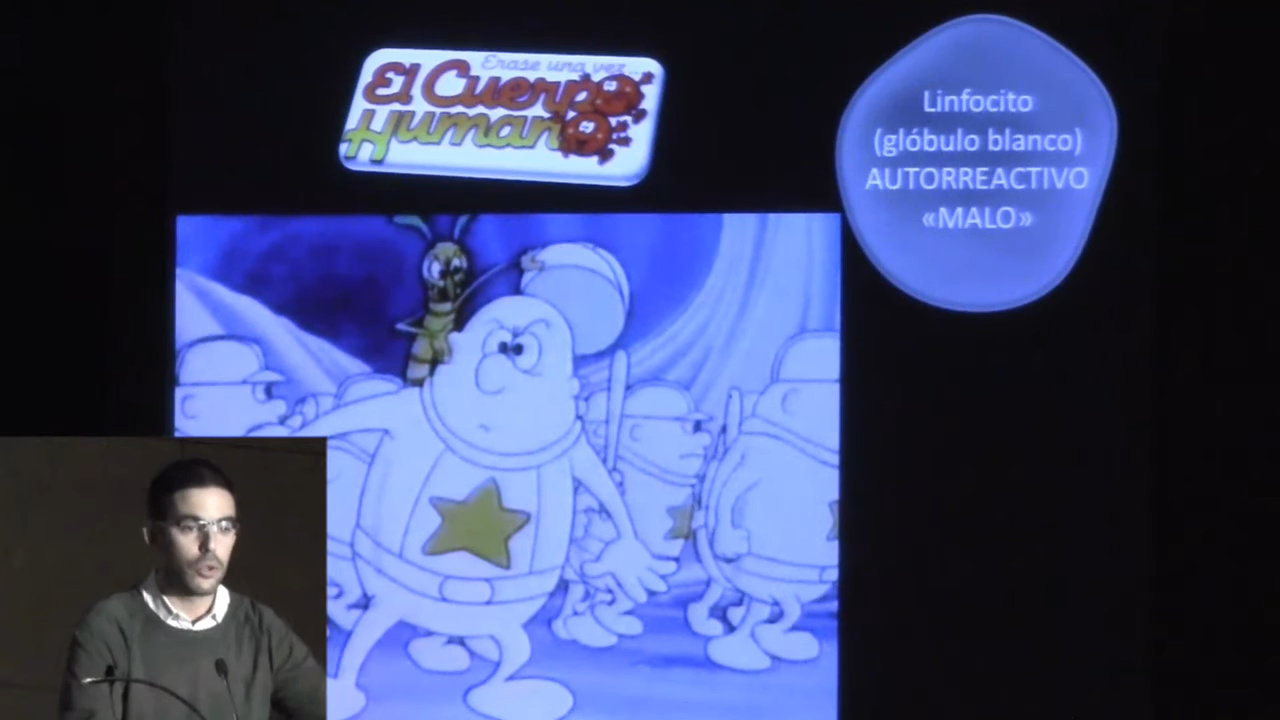 Erase una vez...
El Cuerpo
Humano
Linfocito
(glóbulo blanco)
AUTORREACTIVO
«MALO»